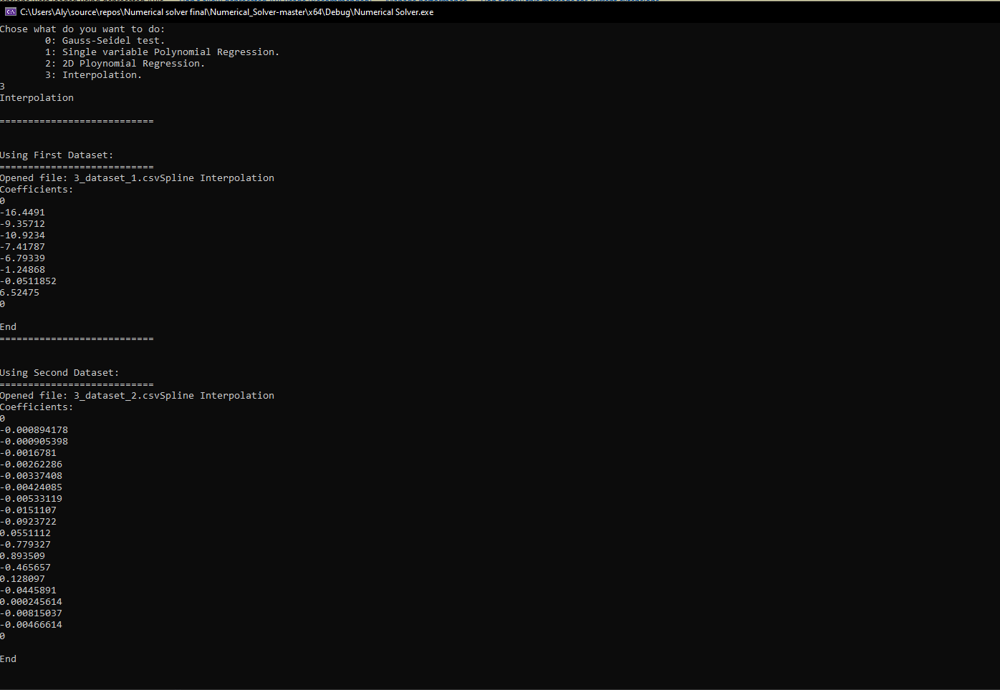 C:\Users\Aly\source\repos\Numerical solver final\Numerical_Solver-master\x64\Debug\Numerical Solver.exe
Chose what do you want to do:
0: Gauss-Seidel test.
1: Single variable Polynomial Regression.
2: 2D Ploynomial Regression.
3: Interpolation.
3
Interpolation
===========================
Using First Dataset:
===========================
Opened file: 3_dataset_1.csvSpline Interpolation
Coefficients:
0
-16.4491
-9.35712
-10.9234
-7.41787
-6.79339
-1.24868
-0.0511852
6.52475
0
End
===========================
Using Second Dataset:
===========================
Opened file: 3_dataset_2.csvSpline Interpolation
Coefficients:
0
-0.000894178
-0.000905398
-0.0016781
-0.00262286
-0.00337408
-0.00424085
-0.00533119
-0.0151107
-0.0923722
0.0551112
-0.779327
0.893509
-0.465657
0.128097
-0.0445891
0.000245614
-0.00815037
-0.00466614
0
End